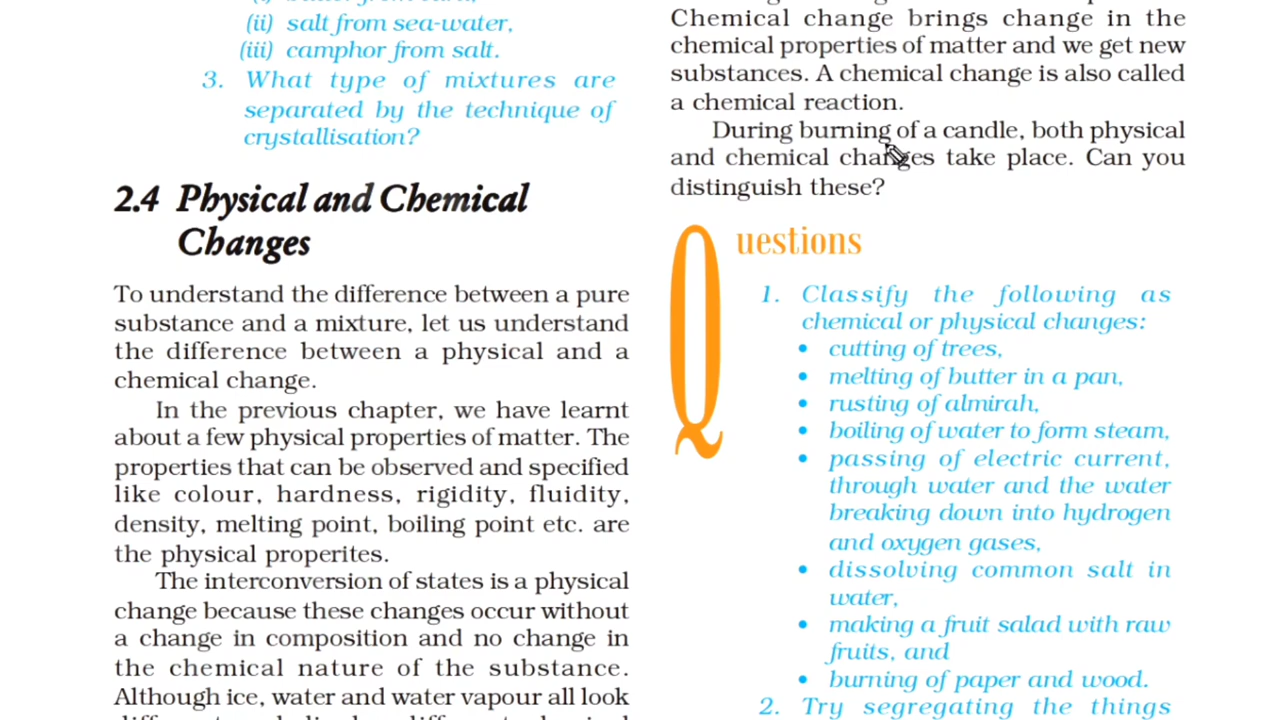 (ii) salt from sea-water,
(iii) camphor from salt.
3. What type of mixtures are
separated by the technique of
crystallisation?
2.4 Physical and Chemical
Changes
To understand the difference between a pure
substance and a mixture, let us understand
the difference between a physical and a
chemical change.
In the previous chapter, we have learnt
about a few physical properties of matter. The
properties that can be observed and specified
like colour, hardness, rigidity, fluidity,
density, melting point, boiling point etc. are
the physical properites.
The interconversion of states is a physical
change because these changes occur without
a change in composition and no change in
the chemical nature of the substance.
Although ice, water and water vapour all look
Chemical change brings change in the
chemical properties of matter and we get new
substances. A chemical change is also called
a chemical reaction.
During burning of a candle, both physical
and chemical changes take place. Can you
distinguish these?
Questions
1. Classify the following as
chemical or physical changes:
• cutting of trees,
• melting of butter in a pan,
• rusting of almirah,
• boiling of water to form steam,
• passing of electric current,
through water and the water
breaking down into hydrogen
and oxygen gases,
• dissolving common salt in
water,
• making a fruit salad with raw
fruits, and
• burning of paper and wood.
2. Try segregating the things